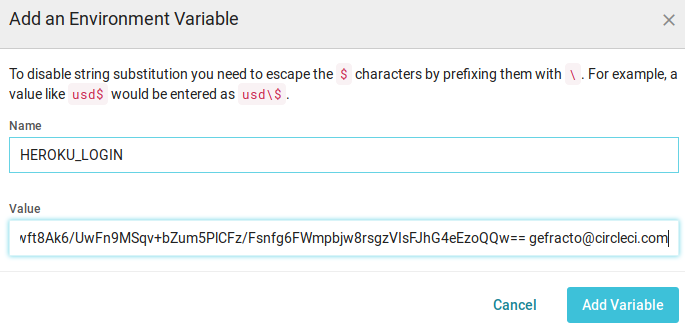 Add an Environment Variable
To disable string substitution you need to escape the $ characters by prefixing them with \ . For example, a
value like usd$ would be entered as usd\$ .
Name
HEROKU_LOGIN
Value
wft8Ak6/UwFn9MSqv+bZum5PlCFz/Fsnfg6FWmpbjw8rsgzVIsFJhG4eEzoQQw== gefracto@circleci.com
Cancel
Add Variable